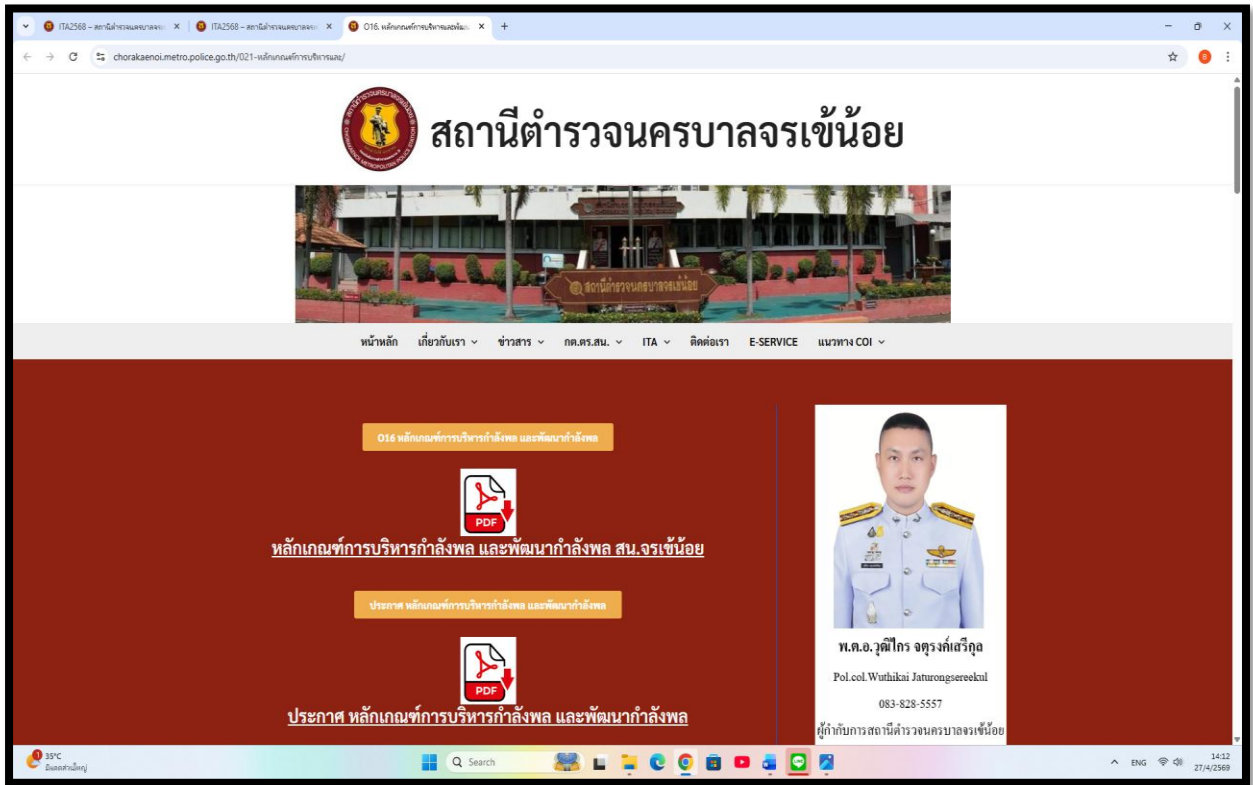 ITA2568 – สถานีตำรวจนครบาลจรเ
ITA2568 – สถานีตำรวจนครบาลจรเ
O16. หลักเกณฑ์การบริหารและพัฒน
chorakaenoi.metro.police.go.th/021-หลักเกณฑ์การบริหารและ/
B
สถานีตำรวจนครบาลจรเข้น้อย
สถานีตำรวจนครบาลจรเข้น้อย
หน้าหลัก เกี่ยวกับเรา ข่าวสาร กต.ตร.สน. ITA ติดต่อเรา E-SERVICE แนวทาง COI
O16 หลักเกณฑ์การบริหารกำลังพล และพัฒนากำลังพล
PDF
หลักเกณฑ์การบริหารกำลังพล และพัฒนากำลังพล สน.จรเข้น้อย
ประกาศ หลักเกณฑ์การบริหารกำลังพล และพัฒนากำลังพล
PDF
ประกาศ หลักเกณฑ์การบริหารกำลังพล และพัฒนากำลังพล
พ.ต.อ.วุฒิไกร จตุรงค์เสรีกุล
Pol.col.Wuthikai Jaturongsereekul
083-828-5557
ผู้กำกับการสถานีตำรวจนครบาลจรเข้น้อย
1
35°C
มีแดดส่วนใหญ่
Search
ENG
14:12
27/4/2569